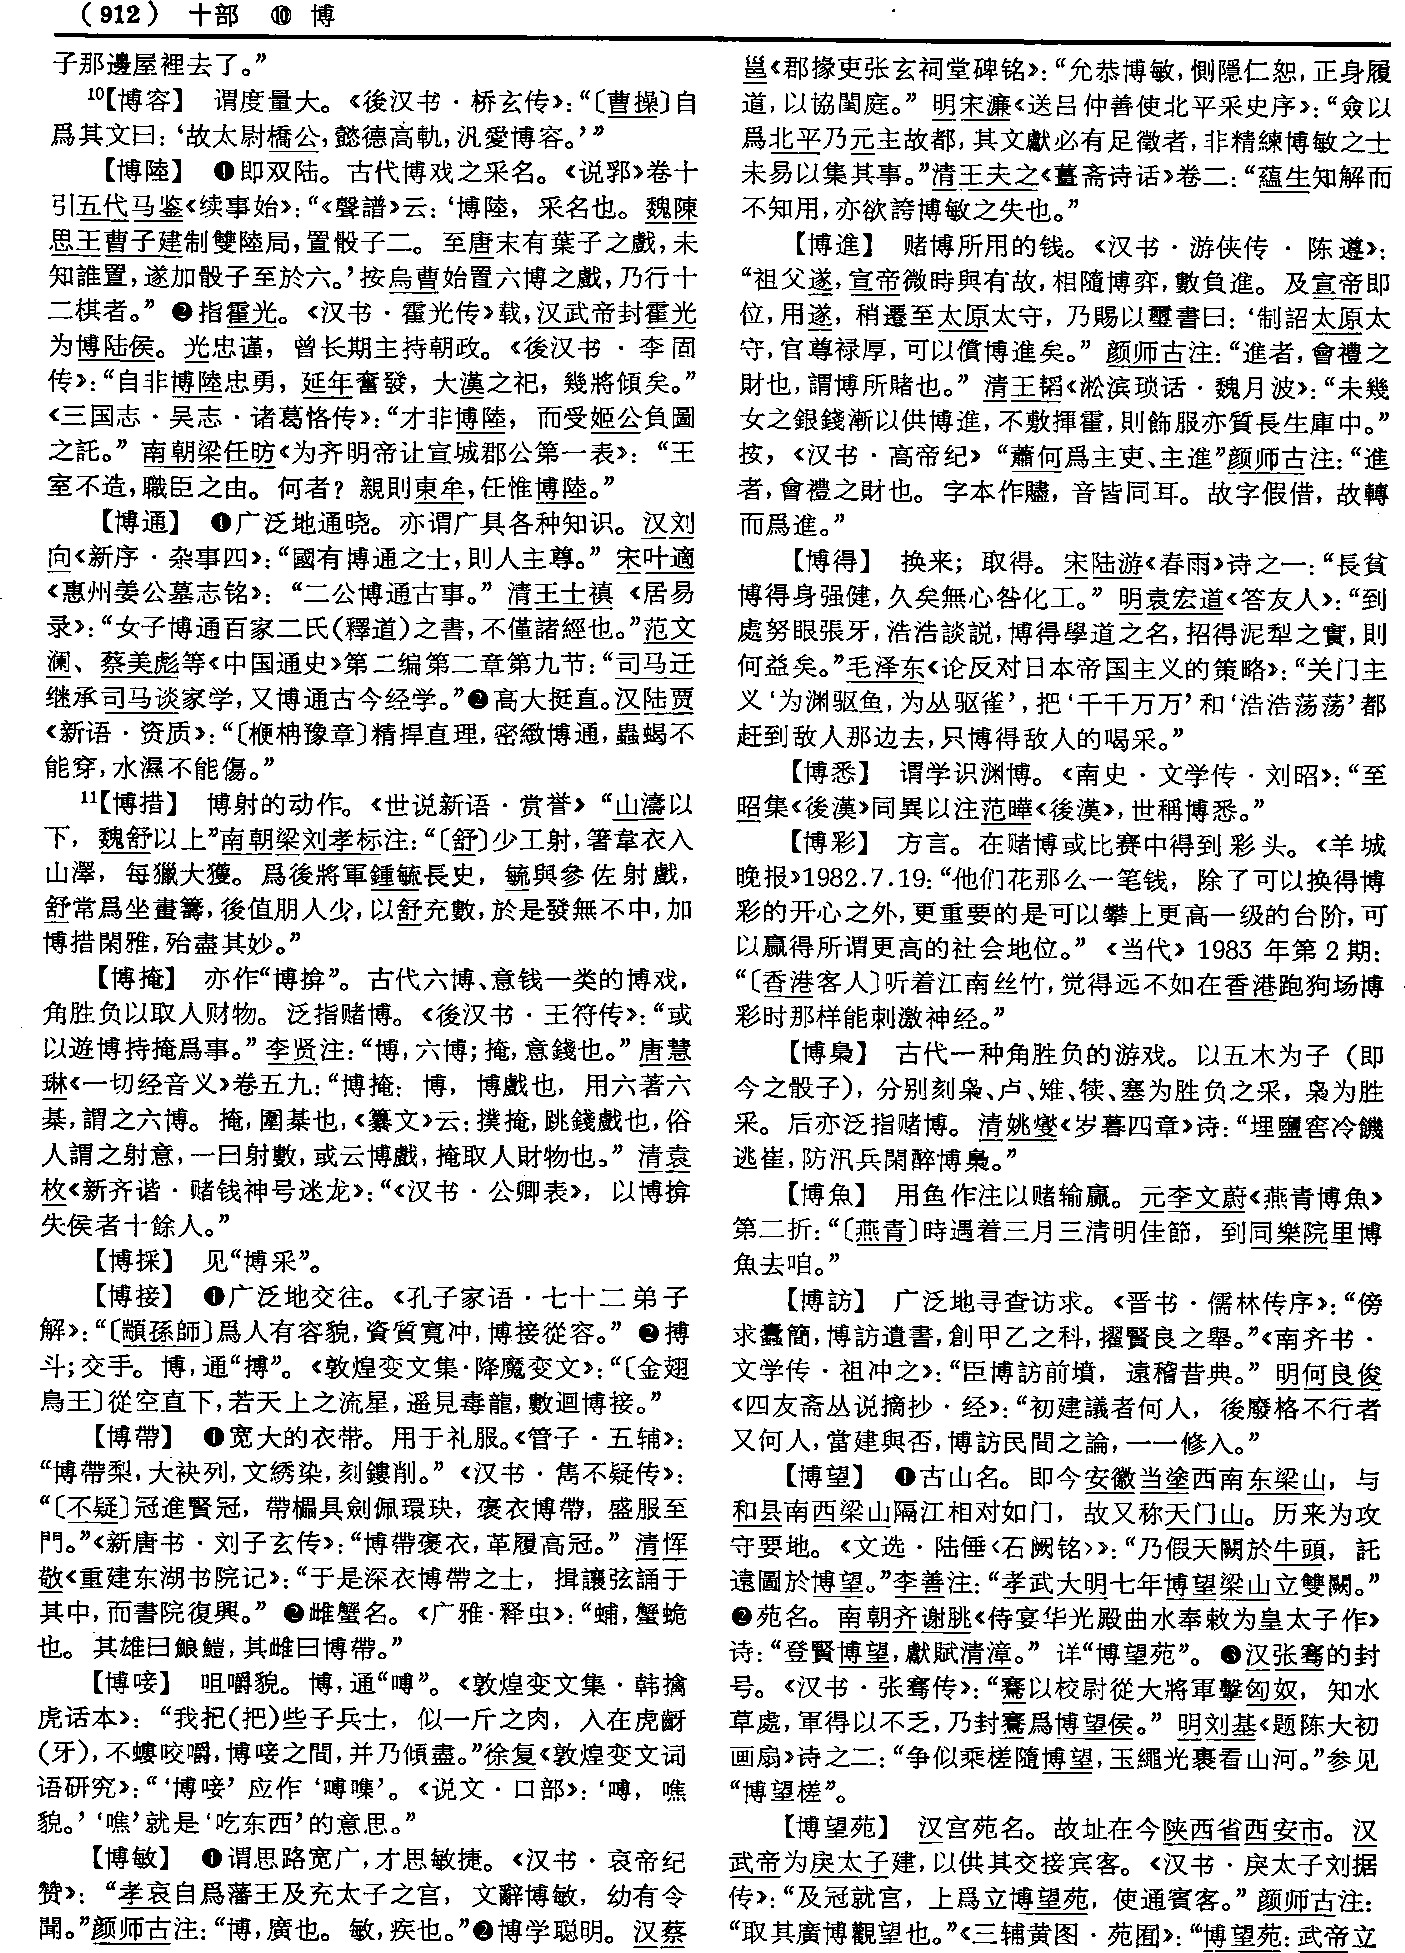 （912） 十部 ⑩ 博
子那邊屋裡去了。”
¹⁰【博容】 谓度量大。《後汉书·桥玄传》：“〔曹操〕自
爲其文曰：‘故太尉橋公，懿德高軌，汎愛博容。’”
【博陸】 ❶即双陆。古代博戏之采名。《说郛》卷十
引五代马鉴《续事始》：“《聲譜》云：‘博陸，采名也。魏陳
思王曹子建制雙陸局，置骰子二。至唐末有葉子之戲，未
知誰置，遂加骰子至於六。’按烏曹始置六博之戲，乃行十
二棋者。”❷指霍光。《汉书·霍光传》载，汉武帝封霍光
为博陆侯。光忠谨，曾长期主持朝政。《後汉书·李固
传》：“自非博陸忠勇，延年奮發，大漢之祀，幾將傾矣。”
《三国志·吴志·诸葛恪传》：“才非博陸，而受姬公負圖
之託。”南朝梁任昉《为齐明帝让宣城郡公第一表》：“王
室不造，職臣之由。何者？親則東牟，任惟博陸。”
【博通】 ❶广泛地通晓。亦谓广具各种知识。汉刘
向《新序·杂事四》：“國有博通之士，則人主尊。”宋叶適
《惠州姜公墓志铭》：“二公博通古事。”清王士禛《居易
录》：“女子博通百家二氏(釋道)之書，不僅諸經也。”范文
澜、蔡美彪等《中国通史》第二编第二章第九节：“司马迁
继承司马谈家学，又博通古今经学。”❷高大挺直。汉陆贾
《新语·资质》：“〔楩枏豫章〕精捍直理，密緻博通，蟲蝎不
能穿，水濕不能傷。”
¹¹【博措】 博射的动作。《世说新语·赏誉》“山濤以
下，魏舒以上”南朝梁刘孝标注：“〔舒〕少工射，箸韋衣入
山澤，每獵大獲。爲後將軍鍾毓長史，毓與參佐射戲，
舒常爲坐畫籌，後值朋人少，以舒充數，於是發無不中，加
博措閑雅，殆盡其妙。”
【博掩】 亦作“博揜”。古代六博、意钱一类的博戏，
角胜负以取人财物。泛指赌博。《後汉书·王符传》：“或
以遊博持掩爲事。”李贤注：“博，六博；掩，意錢也。”唐慧
琳《一切经音义》卷五九：“博掩：博，博戲也，用六著六
棊，謂之六博。掩，圍棊也，《纂文》云：撲掩，跳錢戲也，俗
人謂之射意，一曰射數，或云博戲，掩取人財物也。”清袁
枚《新齐谐·赌钱神号迷龙》：“《汉书·公卿表》，以博揜
失侯者十餘人。”
【博採】 见“博采”。
【博接】 ❶广泛地交往。《孔子家语·七十二弟子
解》：“〔顓孫師〕爲人有容貌，資質寬冲，博接從容。”❷搏
斗；交手。博，通“搏”。《敦煌变文集·降魔变文》：“〔金翅
鳥王〕從空直下，若天上之流星，遥見毒龍，數迴博接。”
【博帶】 ❶宽大的衣带。用于礼服。《管子·五辅》：
“博帶梨，大袂列，文綉染，刻鏤削。”《汉书·雋不疑传》：
“〔不疑〕冠進賢冠，帶櫑具劍佩環玦，褒衣博帶，盛服至
門。”《新唐书·刘子玄传》：“博帶褒衣，革履高冠。”清恽
敬《重建东湖书院记》：“于是深衣博帶之士，揖讓弦誦于
其中，而書院復興。”❷雌蟹名。《广雅·释虫》：“蜅，蟹蛫
也。其雄曰䱶鰹，其雌曰博帶。”
【博唼】 咀嚼貌。博，通“噂”。《敦煌变文集·韩擒
虎话本》：“我把(把)些子兵士，似一斤之肉，入在虎齖
(牙)，不螻咬嚼，博唼之間，并乃傾盡。”徐复《敦煌变文词
语研究》：“‘博唼’应作‘嚩噍’。《说文·口部》：‘嚩，噍
貌。’‘噍’就是‘吃东西’的意思。”
【博敏】 ❶谓思路宽广，才思敏捷。《汉书·哀帝纪
赞》：“孝哀自爲藩王及充太子之宫，文辭博敏，幼有令
聞。”颜师古注：“博，廣也。敏，疾也。”❷博学聪明。汉蔡
邕《郡掾吏张玄祠堂碑铭》：“允恭博敏，惻隱仁恕，正身履
道，以協閨庭。”明宋濂《送吕仲善使北平采史序》：“僉以
爲北平乃元主故都，其文獻必有足徵者，非精練博敏之士
未易以集其事。”清王夫之《薑斋诗话》卷二：“蕴生知解而
不知用，亦欲誇博敏之失也。”
【博進】 赌博所用的钱。《汉书·游侠传·陈遵》：
“祖父遂，宣帝微時與有故，相隨博弈，數負進。及宣帝即
位，用遂，稍遷至太原太守，乃賜以璽書曰：‘制詔太原太
守，官尊禄厚，可以償博進矣。”颜师古注：“進者，會禮之
財也，謂博所賭也。”清王韬《淞滨琐话·魏月波》：“未幾
女之銀錢漸以供博進，不敷揮霍，則飾服亦質長生庫中。”
按，《汉书·高帝纪》“蕭何爲主吏、主進”颜师古注：“進
者，會禮之財也。字本作賮，音皆同耳。故字假借，故轉
而爲進。”
【博得】 换来；取得。宋陆游《春雨》诗之一：“長貧
博得身强健，久矣無心咎化工。”明袁宏道《答友人》：“到
處努眼張牙，浩浩談説，博得學道之名，招得泥犁之實，則
何益矣。”毛泽东《论反对日本帝国主义的策略》：“关门主
义‘为渊驱鱼，为丛驱雀’，把‘千千万万’和‘浩浩荡荡’都
赶到敌人那边去，只博得敌人的喝采。”
【博悉】 谓学识渊博。《南史·文学传·刘昭》：“至
昭集《後漢》同異以注范曄《後漢》，世稱博悉。”
【博彩】 方言。在赌博或比赛中得到彩头。《羊城
晚报》1982.7.19：“他们花那么一笔钱，除了可以换得博
彩的开心之外，更重要的是可以攀上更高一级的台阶，可
以赢得所谓更高的社会地位。”《当代》1983年第2期：
“〔香港客人〕听着江南丝竹，觉得远不如在香港跑狗场博
彩时那样能刺激神经。”
【博梟】 古代一种角胜负的游戏。以五木为子（即
今之骰子），分别刻枭、卢、雉、犊、塞为胜负之采，枭为胜
采。后亦泛指赌博。清姚燮《岁暮四章》诗：“埋鹽窖冷饑
逃雀，防汛兵閑醉博梟。”
【博魚】 用鱼作注以赌输赢。元李文蔚《燕青博魚》
第二折：“〔燕青〕時遇着三月三清明佳節，到同樂院里博
魚去咱。”
【博訪】 广泛地寻查访求。《晋书·儒林传序》：“傍
求蠹簡，博訪遺書，創甲乙之科，擢賢良之舉。”《南齐书·
文学传·祖冲之》：“臣博訪前墳，遠稽昔典。”明何良俊
《四友斋丛说摘抄·经》：“初建議者何人，後廢格不行者
又何人，當建與否，博訪民間之論，一一修入。”
【博望】 ❶古山名。即今安徽当塗西南东梁山，与
和县南西梁山隔江相对如门，故又称天门山。历来为攻
守要地。《文选·陆倕〈石阙铭〉》：“乃假天闕於牛頭，託
遠圖於博望。”李善注：“孝武大明七年博望梁山立雙闕。”
❷苑名。南朝齐谢朓《侍宴华光殿曲水奉敕为皇太子作》
诗：“登賢博望，獻賦清漳。”详“博望苑”。❸汉张骞的封
号。《汉书·张骞传》：“騫以校尉從大將軍擊匈奴，知水
草處，軍得以不乏，乃封騫爲博望侯。”明刘基《题陈大初
画扇》诗之二：“争似乘槎隨博望，玉繩光裏看山河。”参见
“博望槎”。
【博望苑】 汉宫苑名。故址在今陕西省西安市。汉
武帝为戾太子建，以供其交接宾客。《汉书·戾太子刘据
传》：“及冠就宫，上爲立博望苑，使通賓客。”颜师古注：
“取其廣博觀望也。”《三辅黄图·苑囿》：“博望苑：武帝立